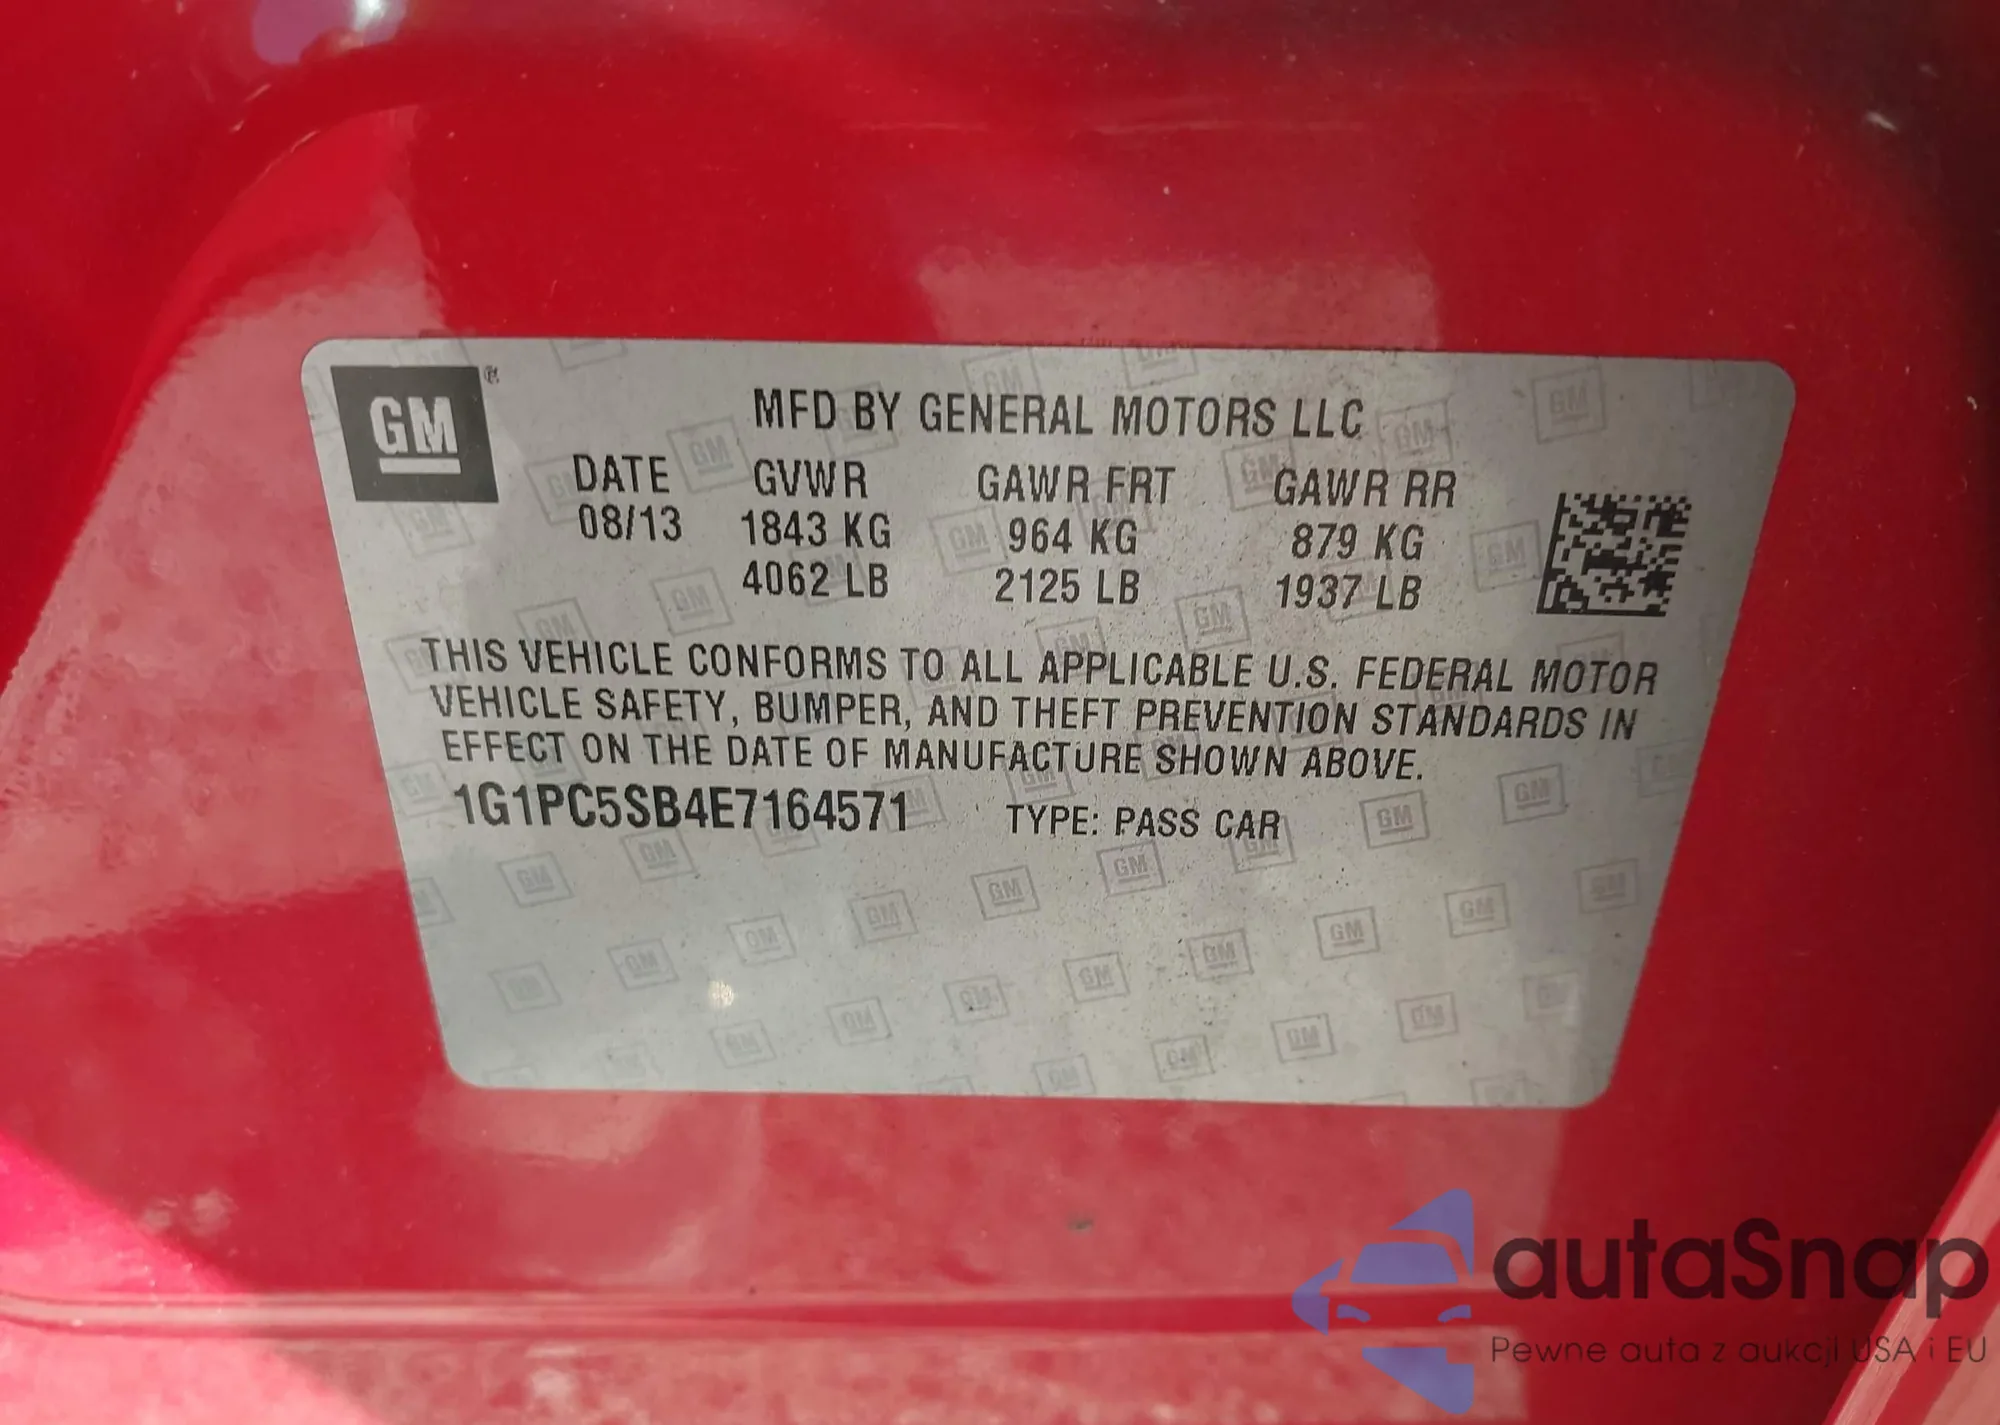 GM®
MFD BY GENERAL MOTORS LLC
DATE GVWR GAWR FRT GAWR RR
08/13 1843 KG 964 KG 879 KG
4062 LB 2125 LB 1937 LB
THIS VEHICLE CONFORMS TO ALL APPLICABLE U.S. FEDERAL MOTOR
VEHICLE SAFETY, BUMPER, AND THEFT PREVENTION STANDARDS IN
EFFECT ON THE DATE OF MANUFACTURE SHOWN ABOVE.
1G1PC5SB4E7164571 TYPE: PASS CAR
autaSnap
Pewne auta z aukcji USA i EU